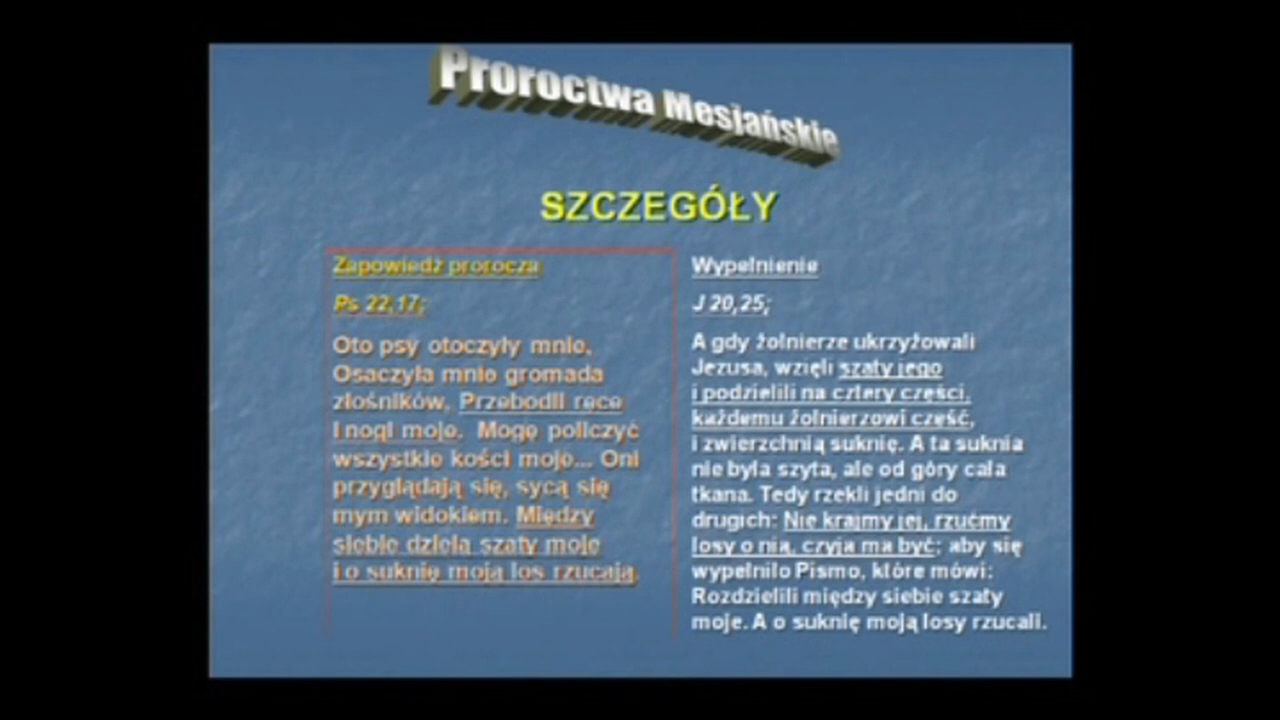 Proroctwa Mesjańskie
SZCZEGÓŁY
Zapowiedź prorocza
Ps 22,17;
Oto psy otoczyły mnie,
Osaczyła mnie gromada
złośników, Przebodli ręce
i nogi moje. Mogę policzyć
wszystkie kości moje... Oni
przyglądają się, sycą się
mym widokiem. Między
siebie dzielą szaty moje
i o suknię moją los rzucają.
Wypełnienie
J 20,25;
A gdy żołnierze ukrzyżowali
Jezusa, wzięli szaty jego
i podzielili na cztery części,
każdemu żołnierzowi część,
i zwierzchnią suknię. A ta suknia
nie była szyta, ale od góry cała
tkana. Tedy rzekli jedni do
drugich: Nie krajmy jej, rzućmy
losy o nią, czyja ma być; aby się
wypełniło Pismo, które mówi:
Rozdzielili między siebie szaty
moje. A o suknię moją losy rzucali.